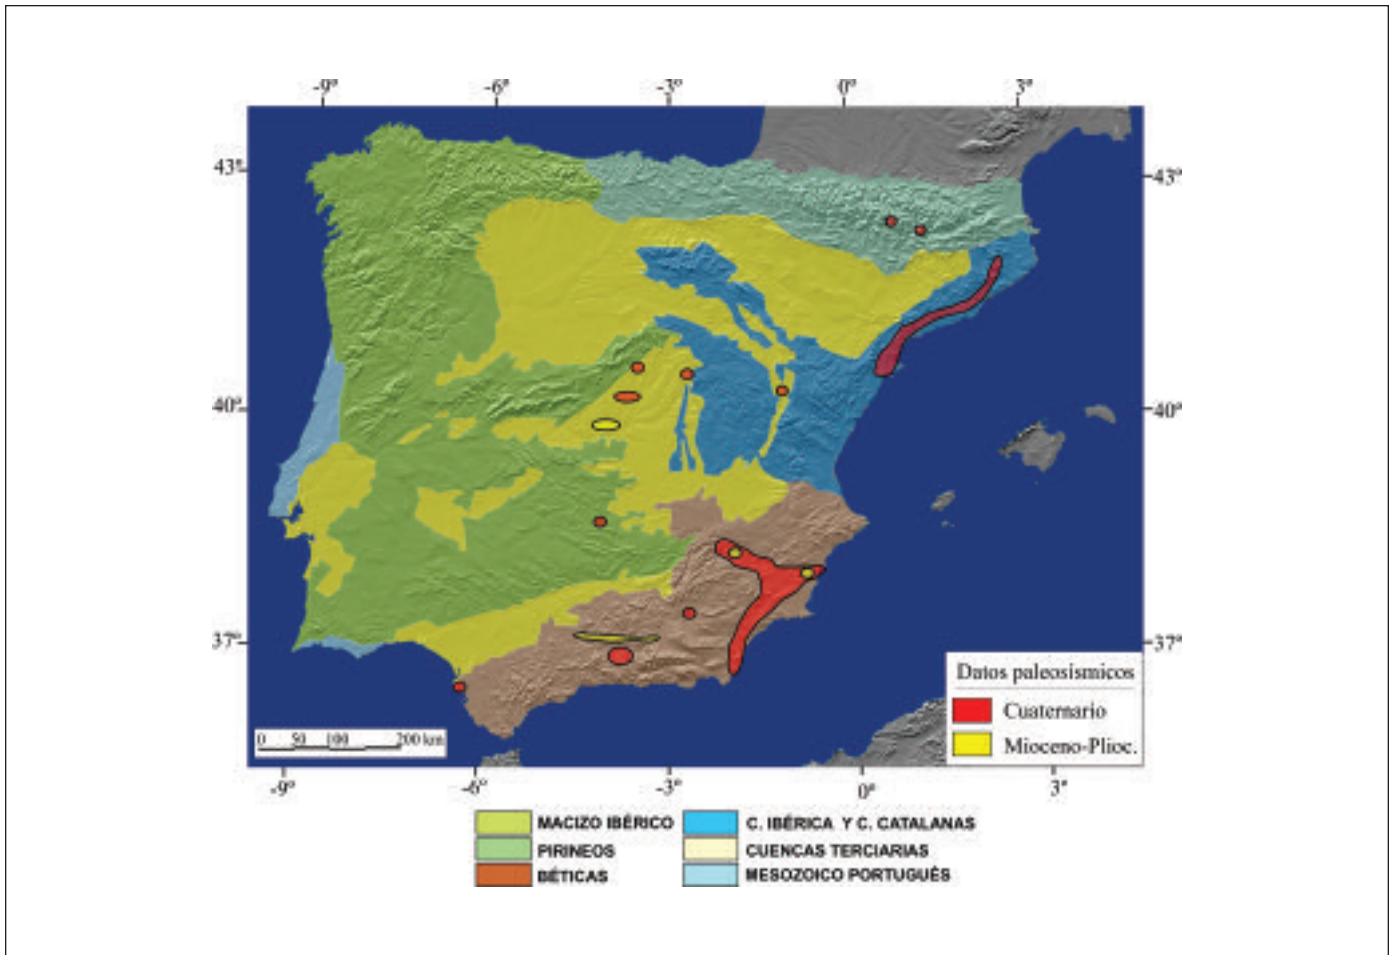 -9° -6° -3° 0° 3°
43° 43°
40° 40°
37° 37°
Datos paleosísmicos
Cuaternario
Mioceno-Plioc.
0 50 100 200 km
-9° -6° -3° 0° 3°
MACIZO IBÉRICO C. IBÉRICA Y C. CATALANAS
PIRINEOS CUENCAS TERCIARIAS
BÉTICAS MESOZOICO PORTUGUÉS